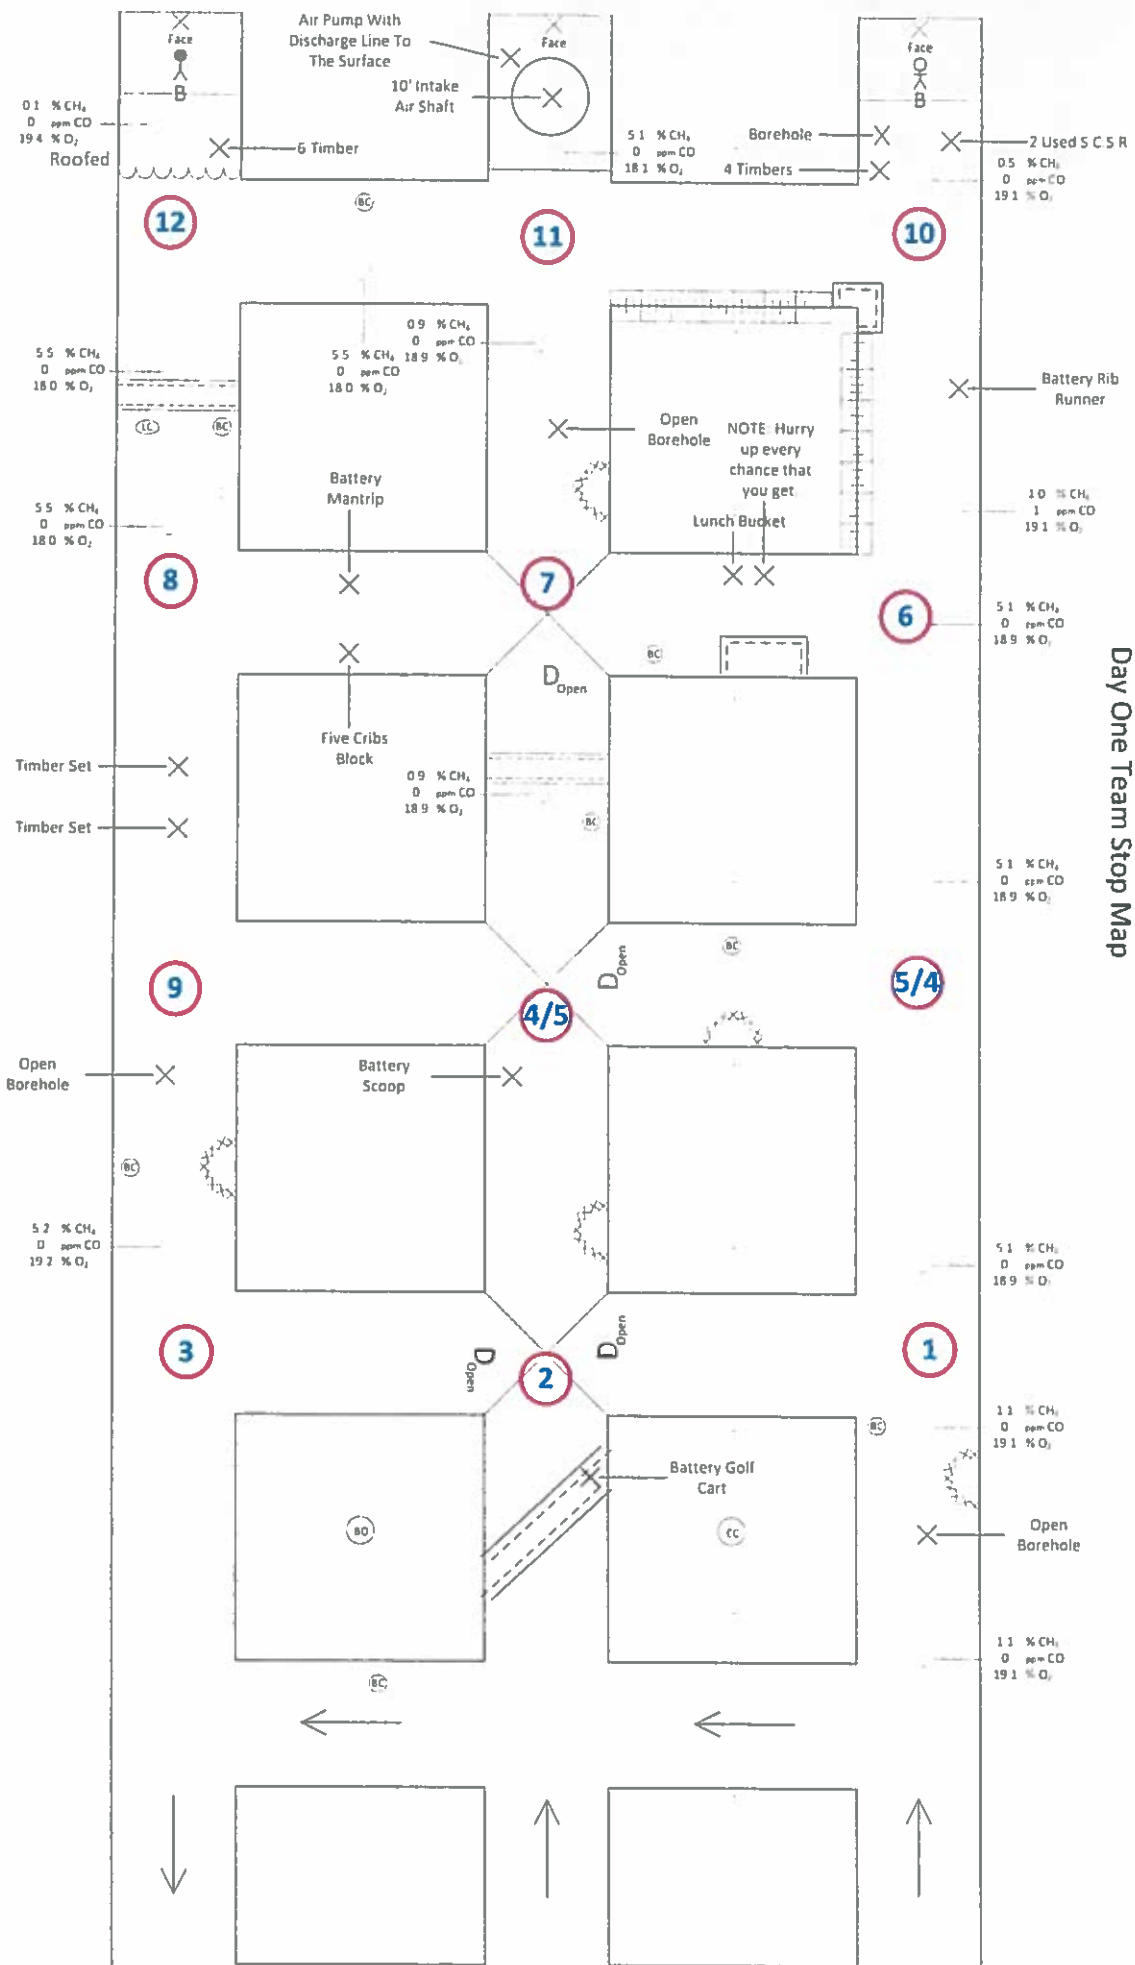 Air Pump With
Discharge Line To
The Surface
Face
Face
Face
B
B
10' Intake
Air Shaft
0.1 % CH₄
0 ppm CO
19.4 % O₂
Roofed
6 Timber
5.1 % CH₄
0 ppm CO
18.1 % O₂
Borehole
4 Timbers
2 Used S C S R
0.5 % CH₄
0 ppm CO
19.1 % O₂
BC
12
11
10
5.5 % CH₄
0 ppm CO
18.0 % O₂
5.5 % CH₄
0 ppm CO
18.0 % O₂
0.9 % CH₄
0 ppm CO
18.9 % O₂
Battery Rib
Runner
BC
Open
Borehole
NOTE: Hurry
up every
chance that
you get
Lunch Bucket
Battery
Mantrip
5.5 % CH₄
0 ppm CO
18.0 % O₂
1.0 % CH₄
1 ppm CO
19.1 % O₂
8
7
6
5.1 % CH₄
0 ppm CO
18.9 % O₂
BC
D Open
Day One Team Stop Map
Five Cribs
Block
Timber Set
Timber Set
0.9 % CH₄
0 ppm CO
18.9 % O₂
BC
5.1 % CH₄
0 ppm CO
18.9 % O₂
BC
D Open
9
4/5
5/4
Open
Borehole
Battery
Scoop
BC
5.2 % CH₄
0 ppm CO
19.2 % O₂
5.1 % CH₄
0 ppm CO
18.9 % O₂
3
D Open
2
D Open
1
1.1 % CH₄
0 ppm CO
19.1 % O₂
BC
Battery Golf
Cart
BO
CC
Open
Borehole
1.1 % CH₄
0 ppm CO
19.1 % O₂
BC